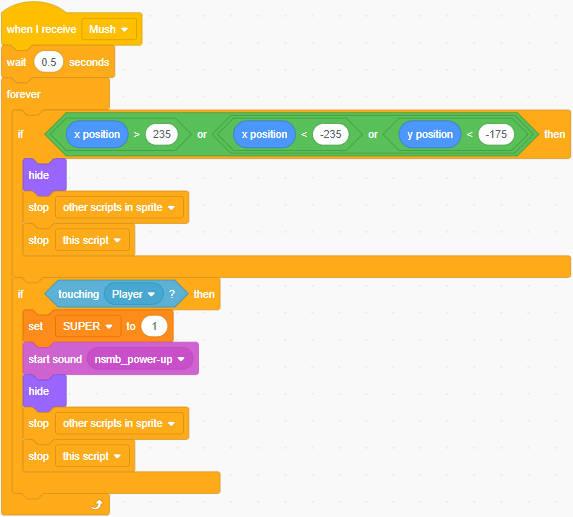 when I receive Mush
wait 0.5 seconds
forever
if x position > 235 or x position < -235 or y position < -175 then
hide
stop other scripts in sprite
stop this script
if touching Player ? then
set SUPER to 1
start sound nsmb_power-up
hide
stop other scripts in sprite
stop this script